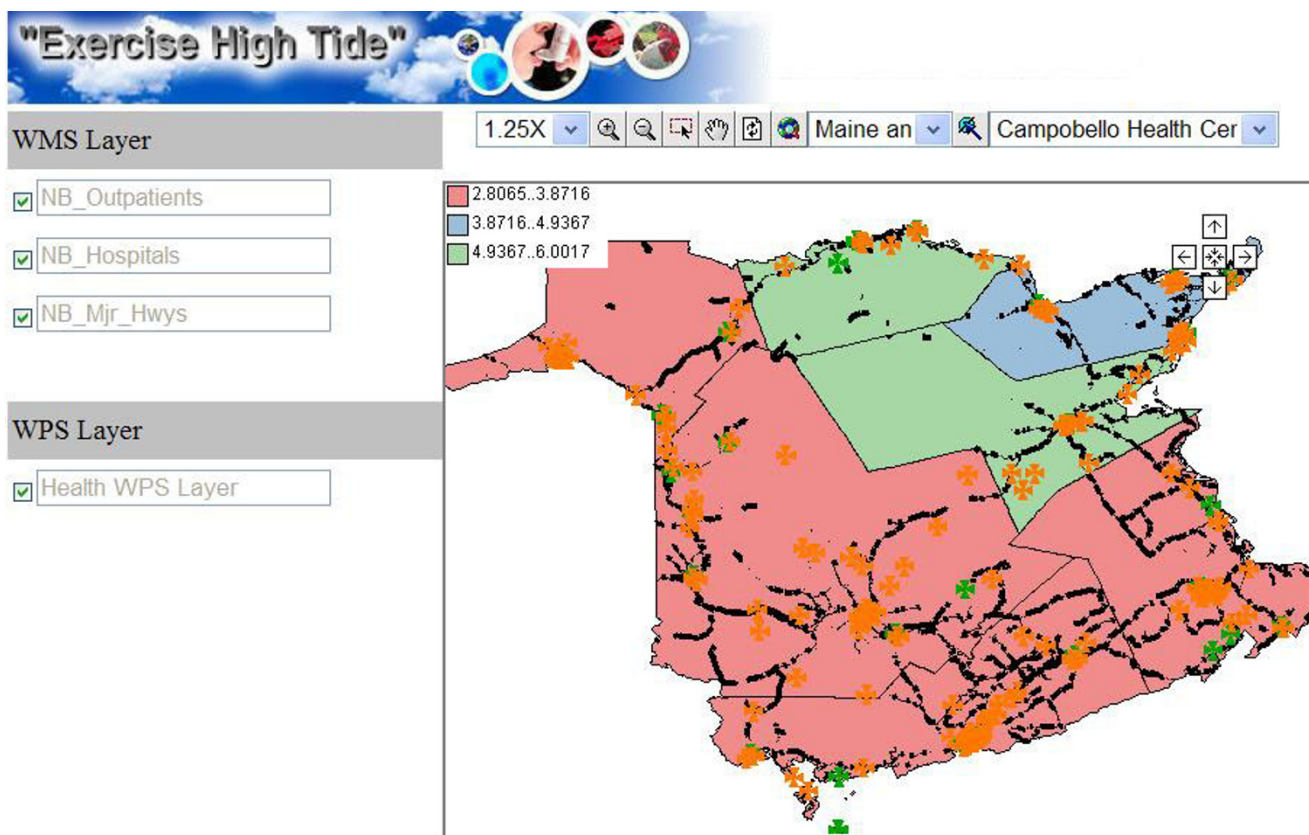 "Exercise High Tide"
WMS Layer
1.25X
Maine an
Campobello Health Cer
NB_Outpatients
NB_Hospitals
NB_Mjr_Hwys
WPS Layer
Health WPS Layer
2.8065..3.8716
3.8716..4.9367
4.9367..6.0017